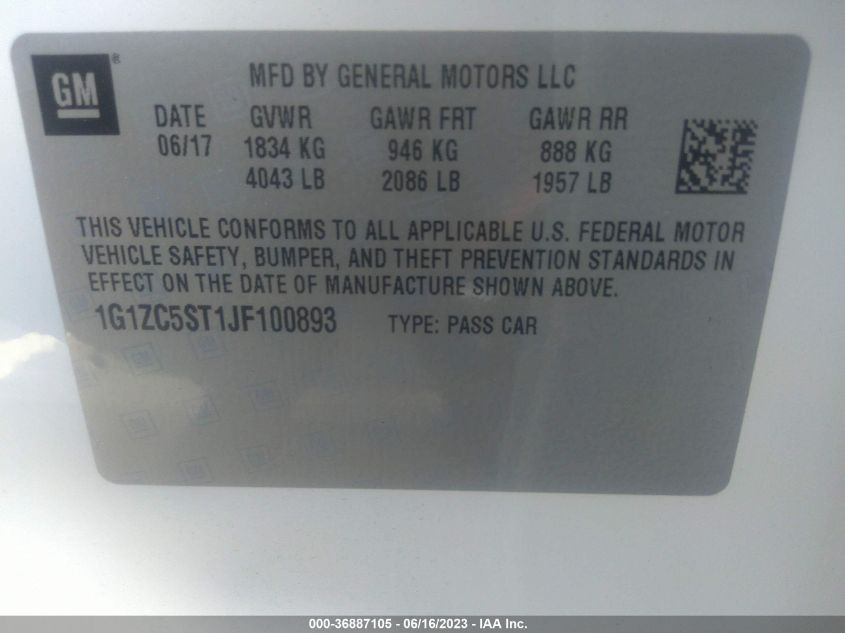 GM®
MFD BY GENERAL MOTORS LLC
DATE GVWR GAWR FRT GAWR RR
06/17 1834 KG 946 KG 888 KG
4043 LB 2086 LB 1957 LB
THIS VEHICLE CONFORMS TO ALL APPLICABLE U.S. FEDERAL MOTOR
VEHICLE SAFETY, BUMPER, AND THEFT PREVENTION STANDARDS IN
EFFECT ON THE DATE OF MANUFACTURE SHOWN ABOVE.
1G1ZC5ST1JF100893 TYPE: PASS CAR
000-36887105 - 06/16/2023 - IAA Inc.